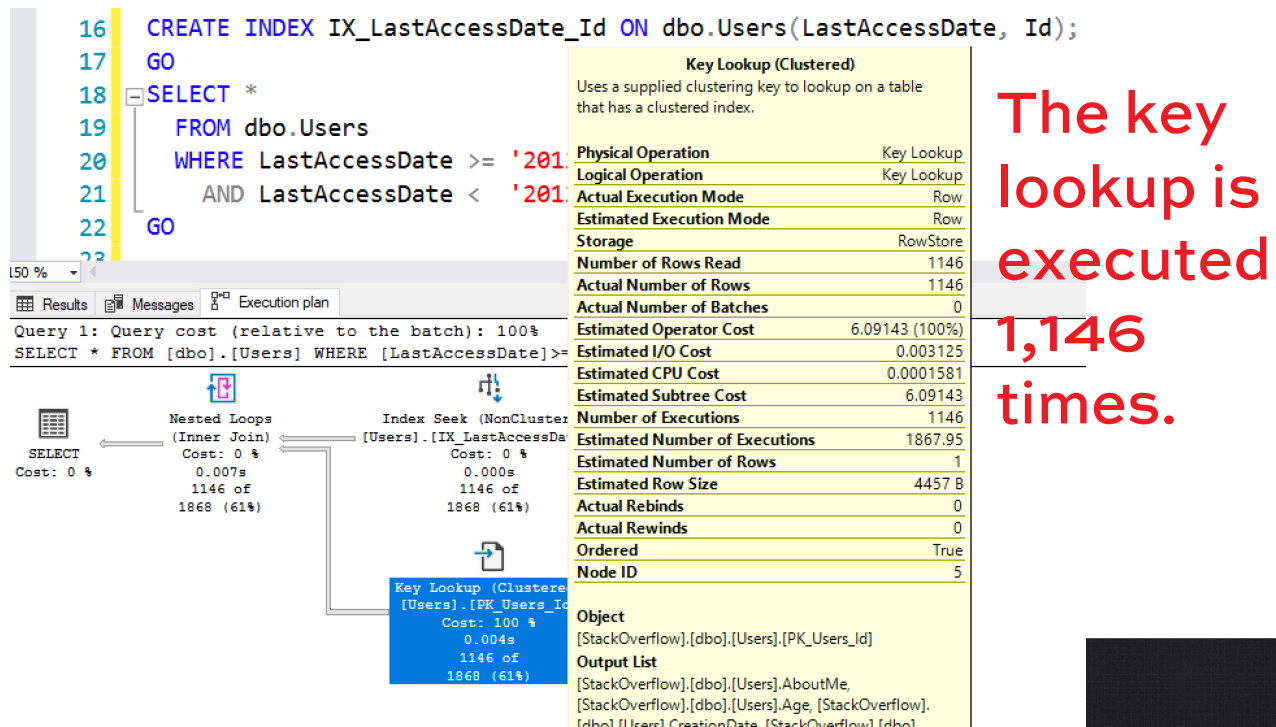 16 CREATE INDEX IX_LastAccessDate_Id ON dbo.Users(LastAccessDate, Id);
17 GO
18 SELECT *
19 FROM dbo.Users
20 WHERE LastAccessDate >= '201
21 AND LastAccessDate < '201
22 GO
23
150 %
Results Messages Execution plan
Query 1: Query cost (relative to the batch): 100%
SELECT * FROM [dbo].[Users] WHERE [LastAccessDate]>=
SELECT
Cost: 0 %
Nested Loops
(Inner Join)
Cost: 0 %
0.007s
1146 of
1868 (61%)
Index Seek (NonCluster
[Users].[IX_LastAccessDa
Cost: 0 %
0.000s
1146 of
1868 (61%)
Key Lookup (Clustere
[Users].[PK_Users_Id
Cost: 100 %
0.004s
1146 of
1868 (61%)
Key Lookup (Clustered)
Uses a supplied clustering key to lookup on a table
that has a clustered index.
Physical Operation Key Lookup
Logical Operation Key Lookup
Actual Execution Mode Row
Estimated Execution Mode Row
Storage RowStore
Number of Rows Read 1146
Actual Number of Rows 1146
Actual Number of Batches 0
Estimated Operator Cost 6.09143 (100%)
Estimated I/O Cost 0.003125
Estimated CPU Cost 0.0001581
Estimated Subtree Cost 6.09143
Number of Executions 1146
Estimated Number of Executions 1867.95
Estimated Number of Rows 1
Estimated Row Size 4457 B
Actual Rebinds 0
Actual Rewinds 0
Ordered True
Node ID 5
Object
[StackOverflow].[dbo].[Users].[PK_Users_Id]
Output List
[StackOverflow].[dbo].[Users].AboutMe,
[StackOverflow].[dbo].[Users].Age, [StackOverflow].
[dbo].[Users].CreationDate, [StackOverflow].[dbo]
The key
lookup is
executed
1,146
times.